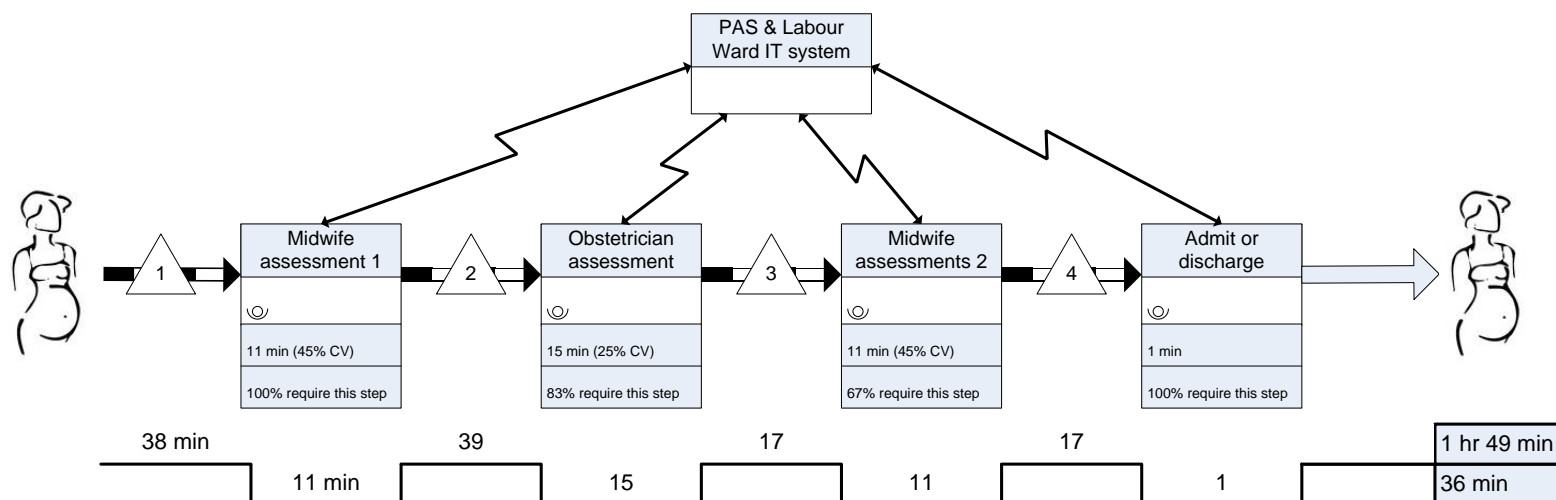 PAS & Labour
Ward IT system
1
Midwife
assessment 1
11 min (45% CV)
100% require this step
2
Obstetrician
assessment
15 min (25% CV)
83% require this step
3
Midwife
assessments 2
11 min (45% CV)
67% require this step
4
Admit or
discharge
1 min
100% require this step
38 min
39
17
17
1 hr 49 min
11 min
15
11
1
36 min